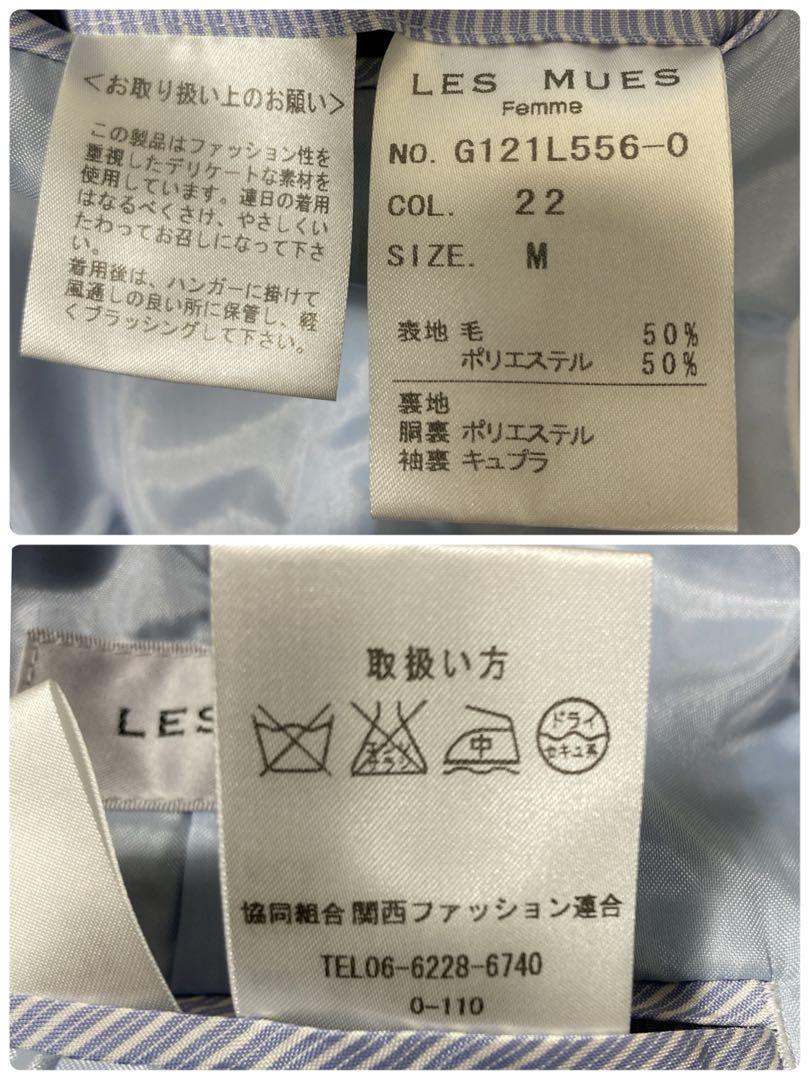 <お取り扱い上のお願い>
この製品はファッション性を
重視したデリケートな素材を
使用しています。連日の着用
はなるべくさけ、やさしくい
たわってお召しになって下さ
い。
着用後は、ハンガーに掛けて
風通しの良い所に保管し、軽
くブラッシングして下さい。
LES MUES
Femme
NO. G121L556-0
COL. 22
SIZE. M
表地 毛 50%
ポリエステル 50%
裏地
胴裏 ポリエステル
袖裏 キュプラ
LES
取扱い方
エンソ
サラシ
中
ドライ
セキユ系
協同組合 関西ファッション連合
TEL06-6228-6740
0-110